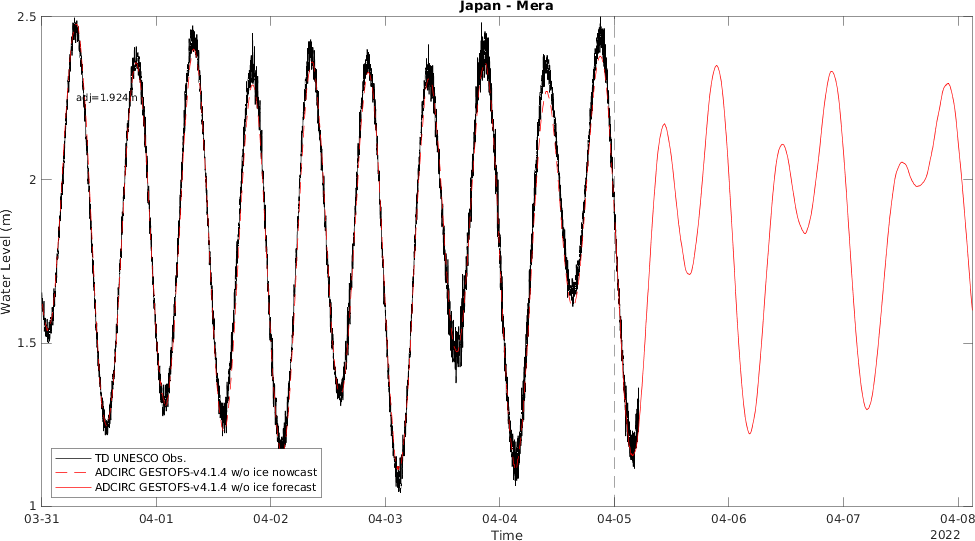 Japan - Mera
2.5
2
1.5
1
Water Level (m)
adj=1.924m
TD UNESCO Obs.
ADCIRC GESTOFS-v4.1.4 w/o ice nowcast
ADCIRC GESTOFS-v4.1.4 w/o ice forecast
03-31 04-01 04-02 04-03 04-04 04-05 04-06 04-07 04-08
Time
2022